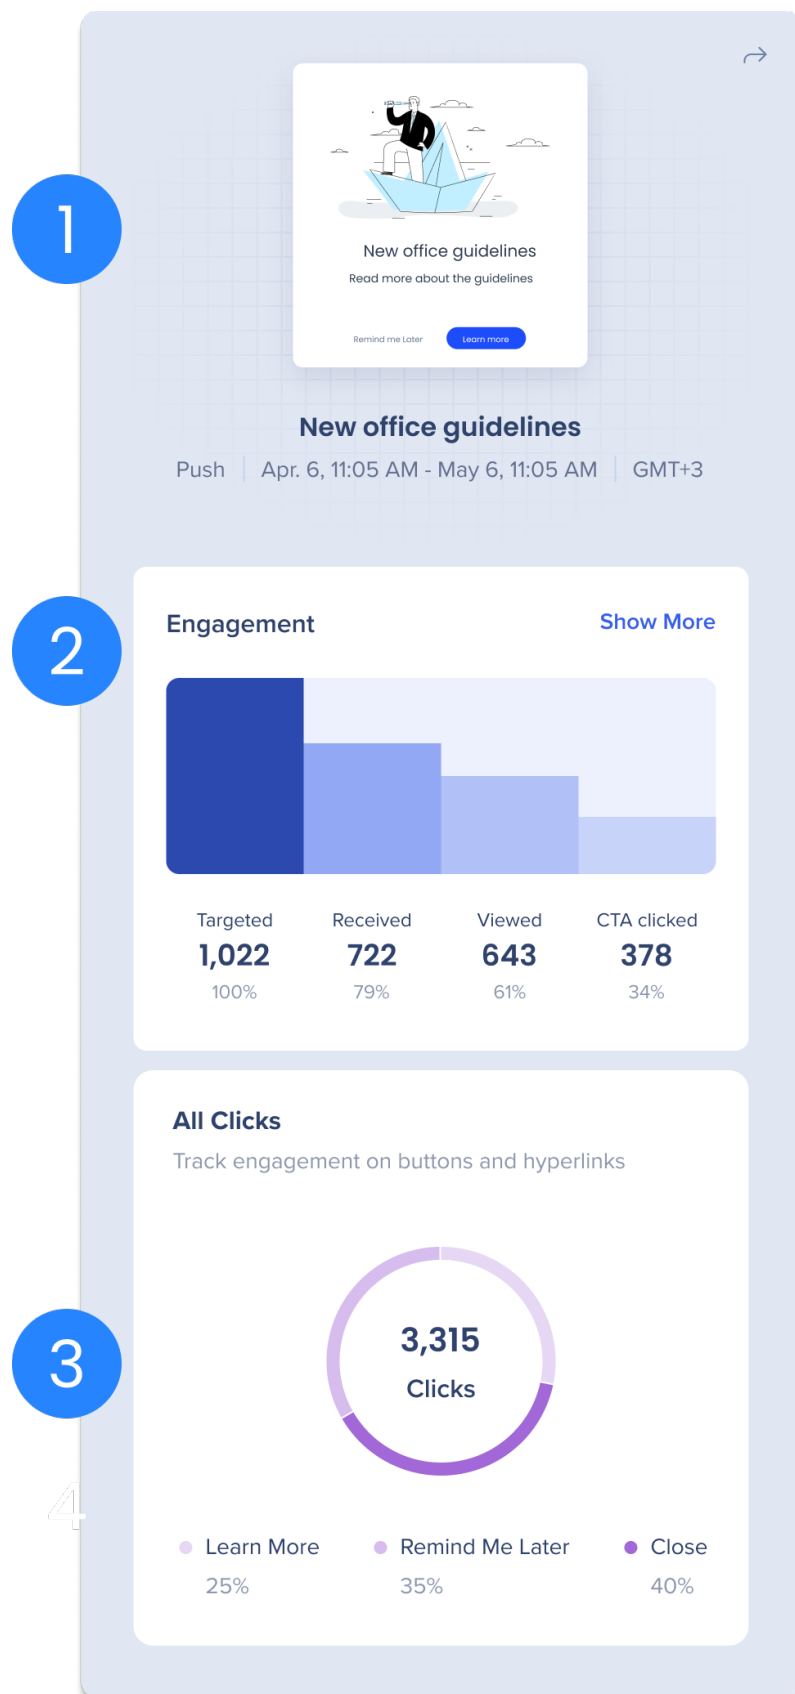 1
New office guidelines
Read more about the guidelines
Remind me Later
Learn more
New office guidelines
Push | Apr. 6, 11:05 AM - May 6, 11:05 AM | GMT+3
2
Engagement
Show More
Targeted Received Viewed CTA clicked
1,022 722 643 378
100% 79% 61% 34%
All Clicks
Track engagement on buttons and hyperlinks
3
3,315
Clicks
4
Learn More Remind Me Later Close
25% 35% 40%